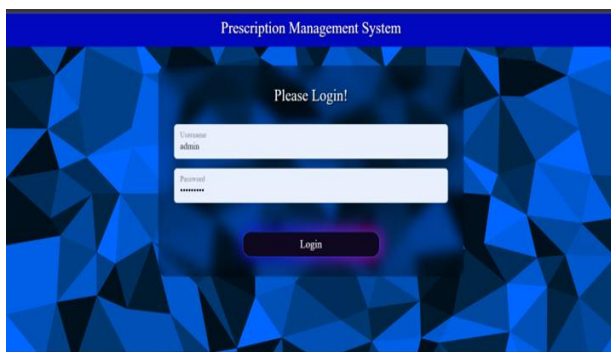 Prescription Management System
Please Login!
Username
admin
Password
•••••••••
Login